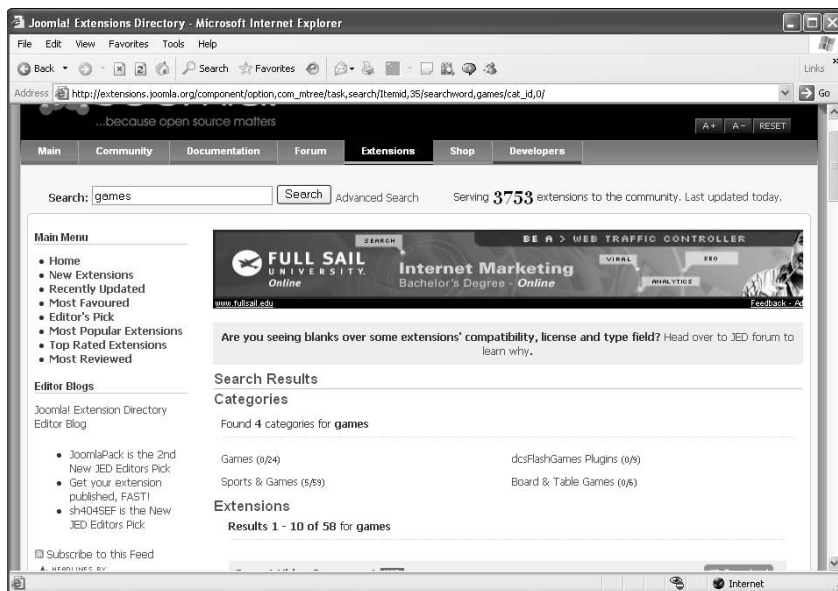 Joomla! Extensions Directory - Microsoft Internet Explorer
File Edit View Favorites Tools Help
Back Search Favorites Links
Address http://extensions.joomla.org/component/option,com_mtree/task,search/Itemid,35/searchword,games/cat_id,0/ Go
...because open source matters
A+ A- RESET
Main Community Documentation Forum Extensions Shop Developers
Search: games Search Advanced Search Serving 3753 extensions to the community. Last updated today.
Main Menu
Home
New Extensions
Recently Updated
Most Favoured
Editor's Pick
Most Popular Extensions
Top Rated Extensions
Most Reviewed
Editor Blogs
Joomla! Extension Directory
Editor Blog
JoomlaPack is the 2nd
New JED Editors Pick
Get your extension
published, FAST!
sh404SEF is the New
JED Editors Pick
Subscribe to this Feed
HEADLINES BY
SEARCH
BE A > WEB TRAFFIC CONTROLLER
FULL SAIL
UNIVERSITY.
Online
Internet Marketing
Bachelor's Degree - Online
VIRAL
SEO
ANALYTICS
www.fullsail.edu
Feedback - Ad
Are you seeing blanks over some extensions' compatibility, license and type field? Head over to JED forum to
learn why.
Search Results
Categories
Found 4 categories for games
Games (0/24) dcsFlashGames Plugins (0/9)
Sports & Games (5/59) Board & Table Games (0/6)
Extensions
Results 1 - 10 of 58 for games
Internet